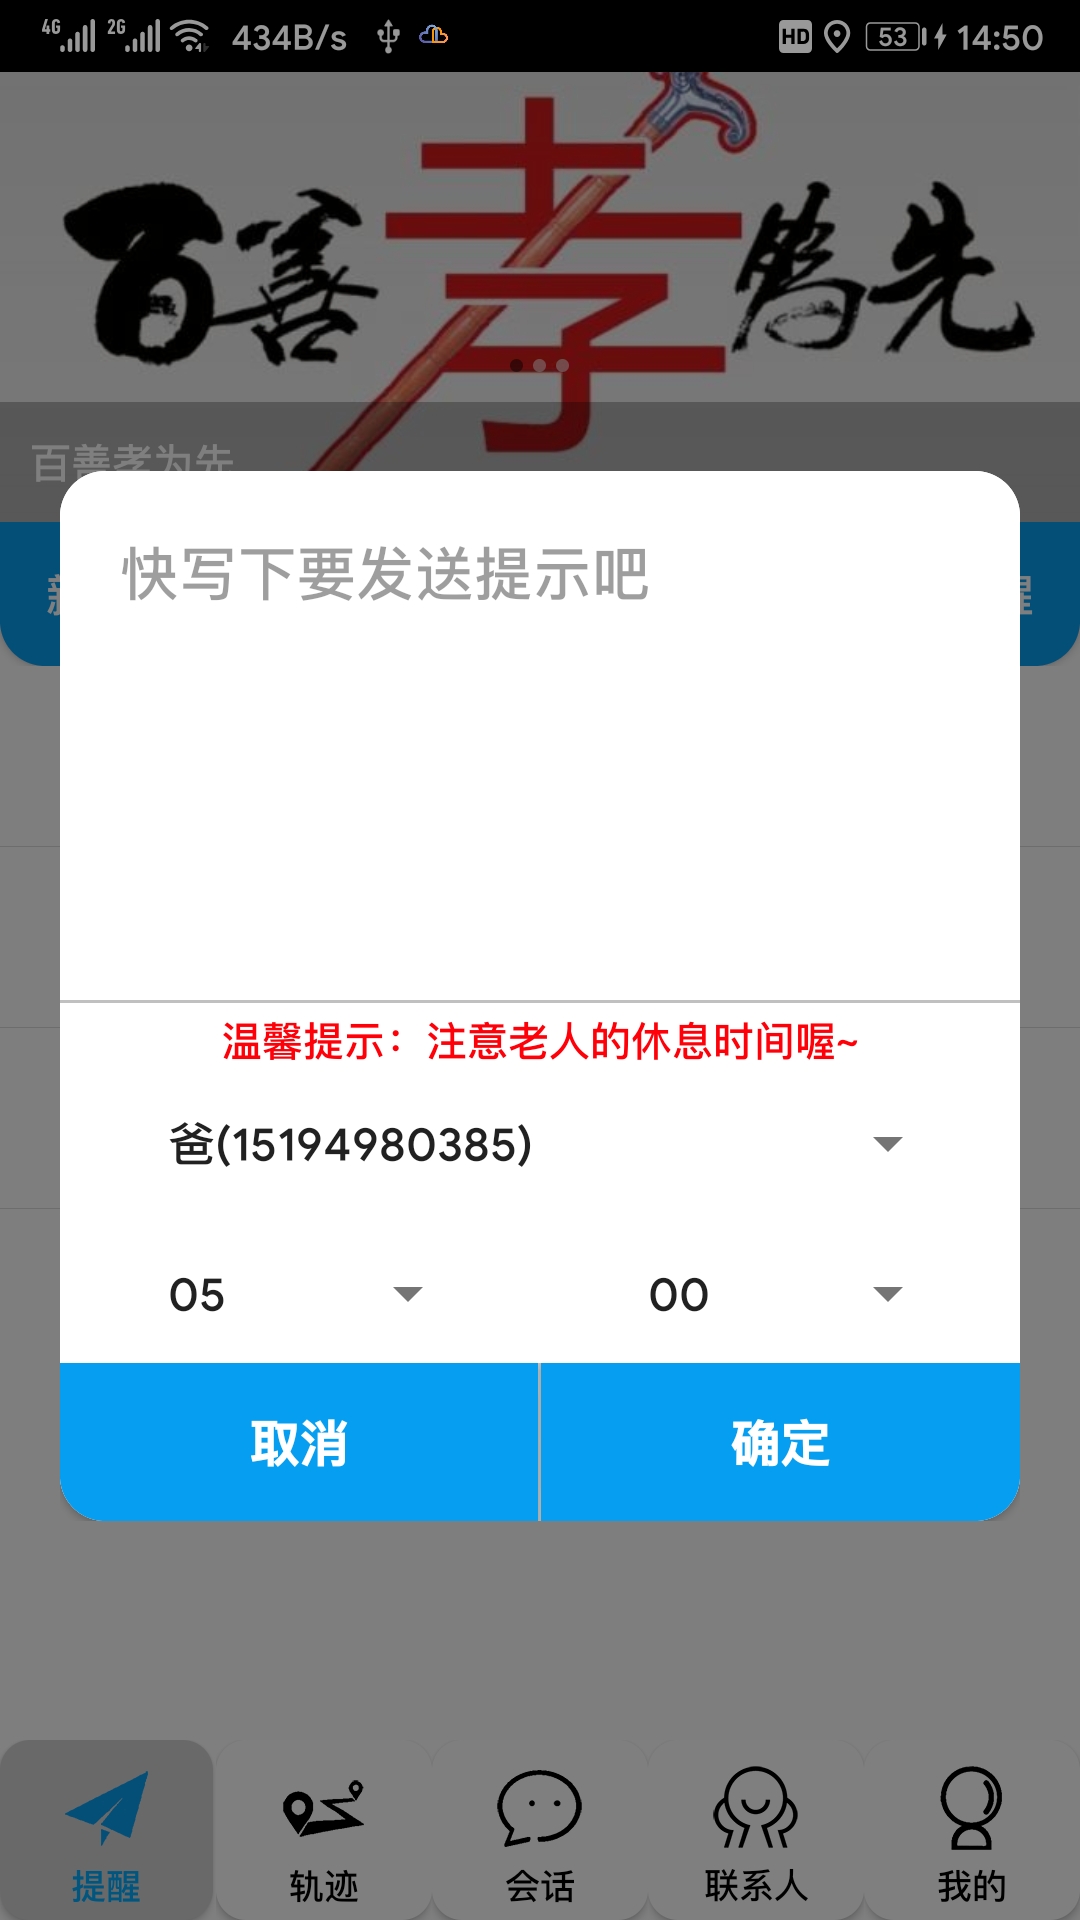 4G 2G 434B/s HD 53 14:50
百善孝為先
百善孝为先
快写下要发送提示吧
温馨提示：注意老人的休息时间喔~
爸(15194980385)
05 00
取消 确定
提醒 轨迹 会话 联系人 我的